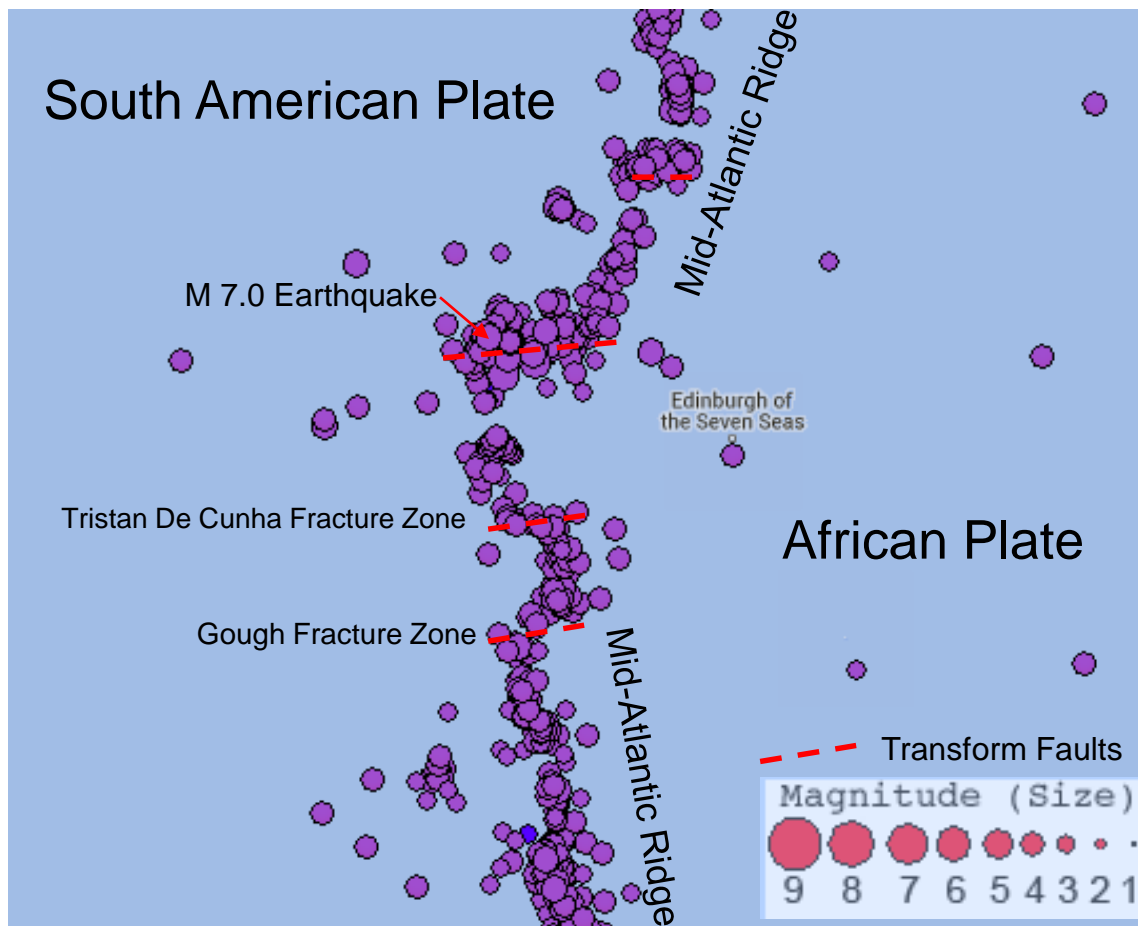 South American Plate
Mid-Atlantic Ridge
M 7.0 Earthquake
Edinburgh of
the Seven Seas
Tristan De Cunha Fracture Zone
African Plate
Gough Fracture Zone
Mid-Atlantic Ridge
Transform Faults
Magnitude (Size)
9 8 7 6 5 4 3 2 1